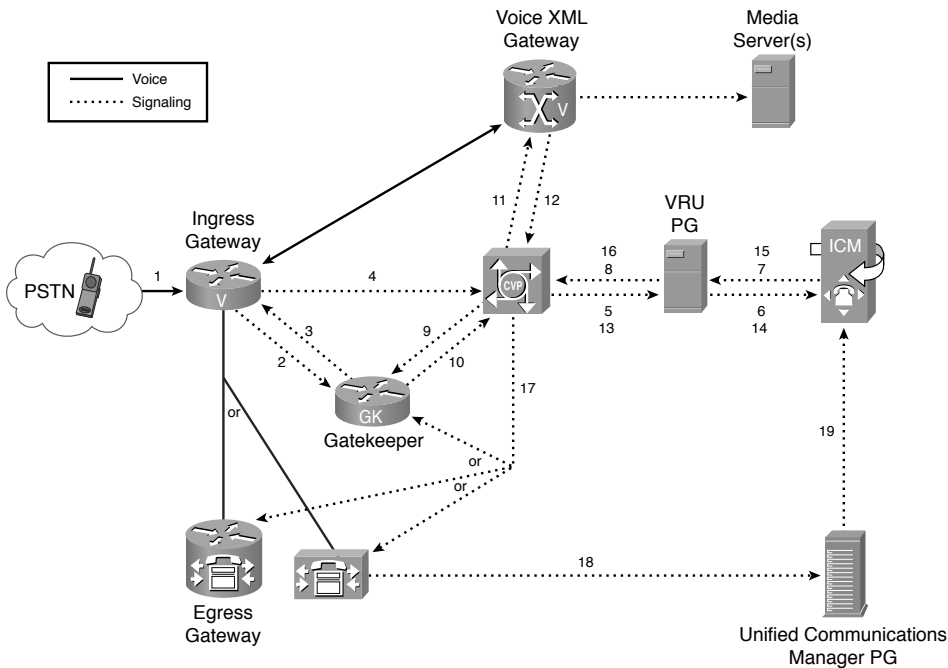 Voice XML
Gateway
Media
Server(s)
Voice
Signaling
V
11
12
VRU
PG
Ingress
Gateway
PSTN
1
V
4
CVP
16
8
5
13
15
7
6
14
ICM
3
2
9
10
17
GK
Gatekeeper
or
or
or
19
18
Egress
Gateway
Unified Communications
Manager PG